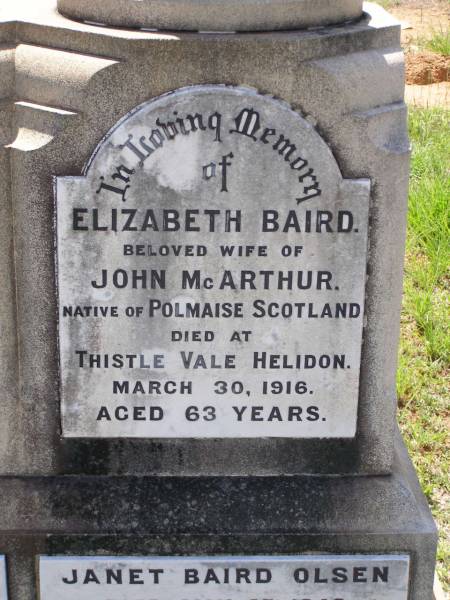 In Loving Memory
of
ELIZABETH BAIRD.
BELOVED WIFE OF
JOHN McARTHUR.
NATIVE OF POLMAISE SCOTLAND
DIED AT
THISTLE VALE HELIDON.
MARCH 30, 1916.
AGED 63 YEARS.
JANET BAIRD OLSEN